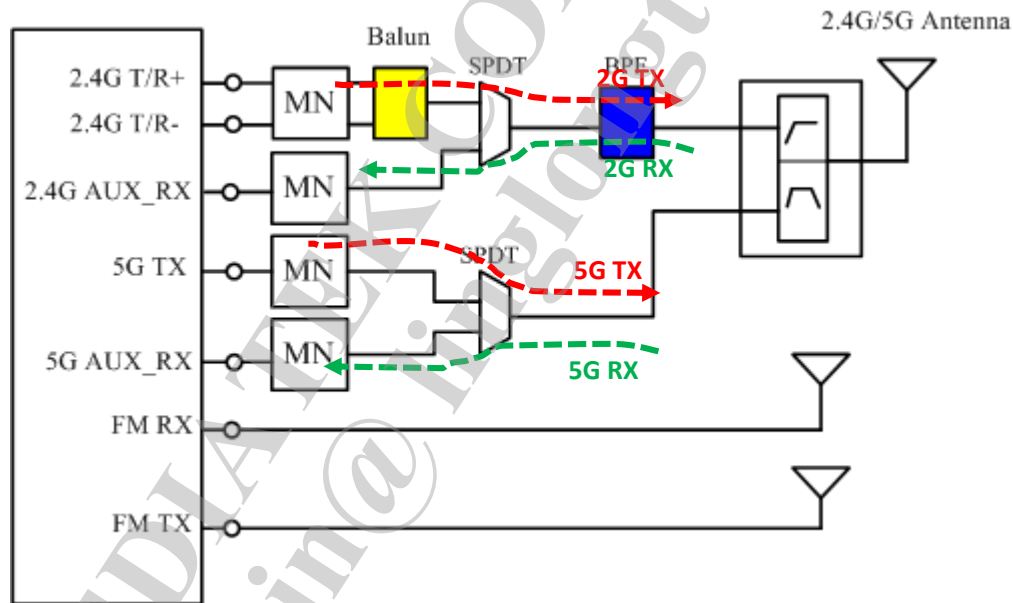 2.4G/5G Antenna
Balun
2.4G T/R+
MN
SPDT
BPF
2G TX
2.4G T/R-
2G RX
2.4G AUX_RX
MN
5G TX
MN
SPDT
5G TX
5G AUX_RX
MN
5G RX
FM RX
FM TX